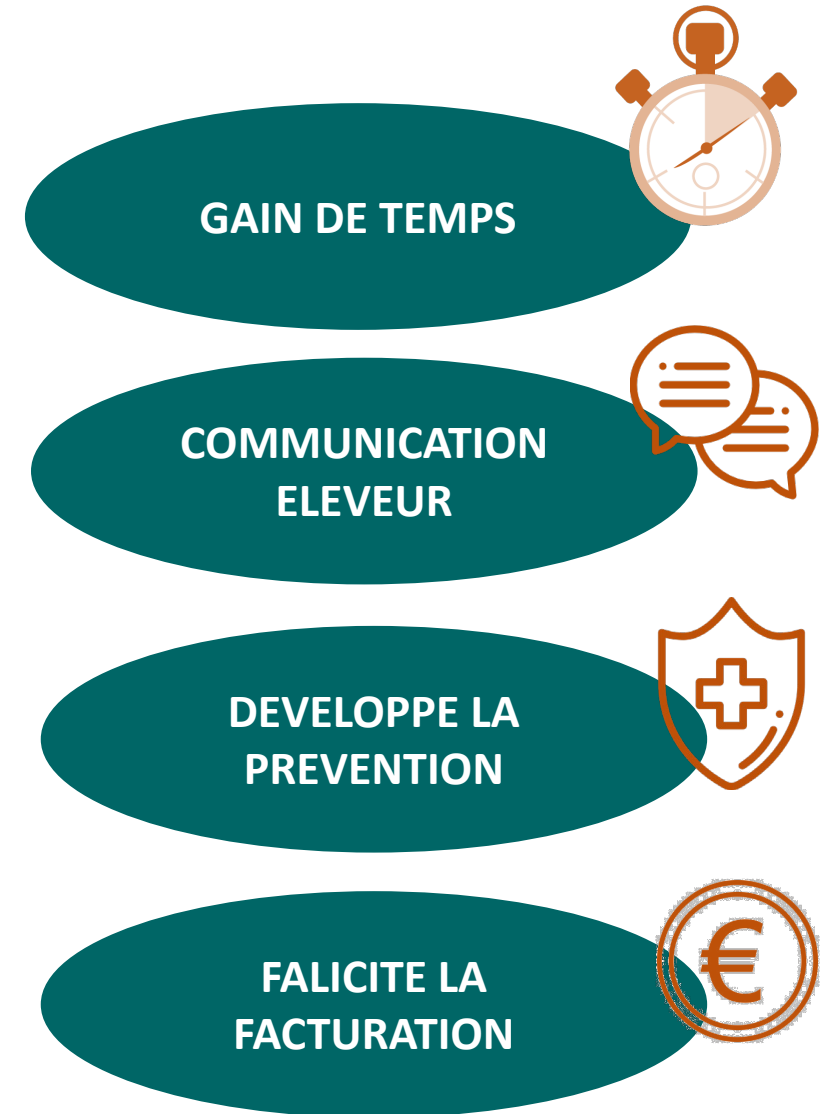 GAIN DE TEMPS
COMMUNICATION
ELEVEUR
DEVELOPPE LA
PREVENTION
FALICITE LA
FACTURATION
€